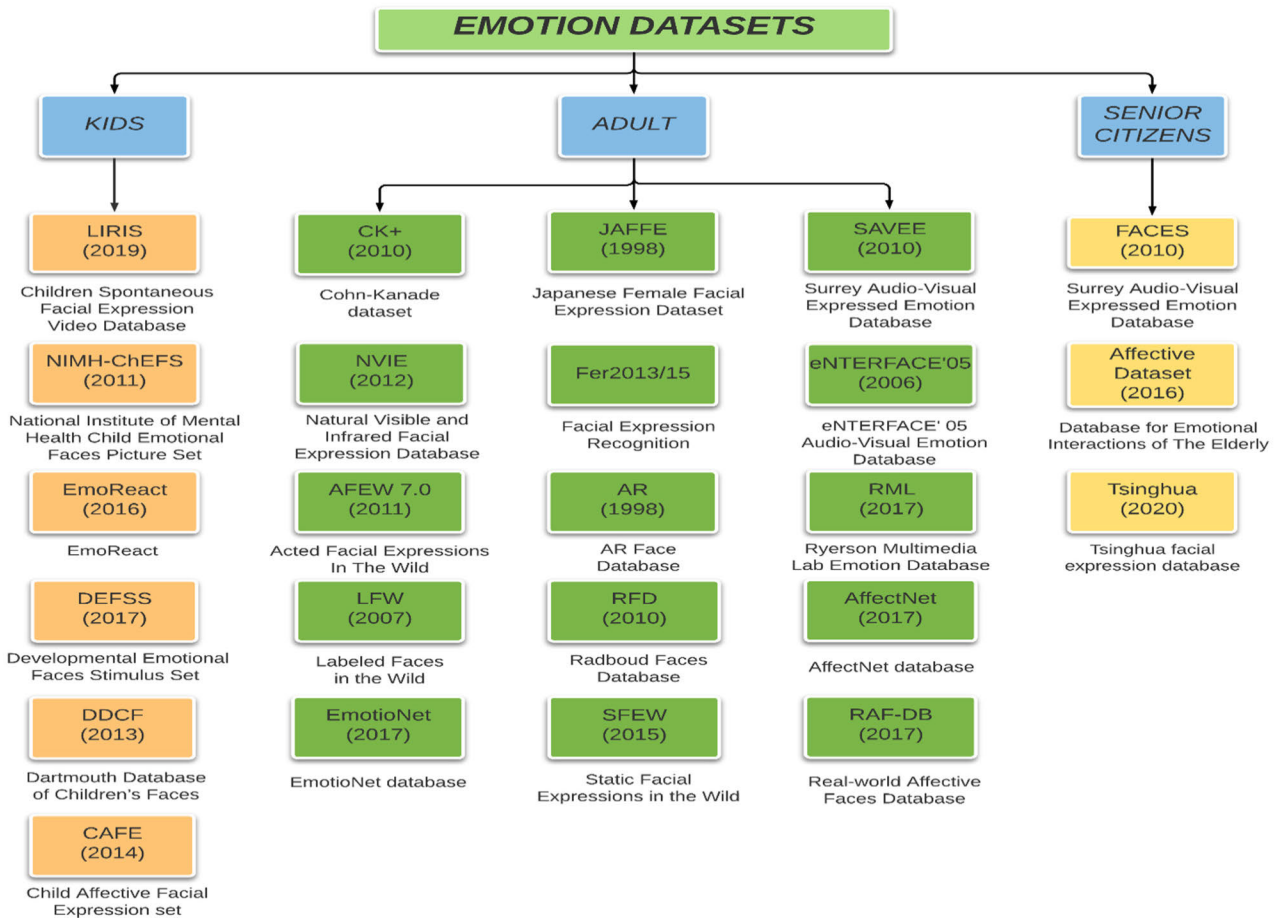 EMOTION DATASETS
KIDS
ADULT
SENIOR
CITIZENS
LIRIS
(2019)
Children Spontaneous
Facial Expression
Video Database
NIMH-ChEFS
(2011)
National Institute of Mental
Health Child Emotional
Faces Picture Set
EmoReact
(2016)
EmoReact
DEFSS
(2017)
Developmental Emotional
Faces Stimulus Set
DDCF
(2013)
Dartmouth Database
of Children's Faces
CAFE
(2014)
Child Affective Facial
Expression set
CK+
(2010)
Cohn-Kanade
dataset
NVIE
(2012)
Natural Visible and
Infrared Facial
Expression Database
AFEW 7.0
(2011)
Acted Facial Expressions
In The Wild
LFW
(2007)
Labeled Faces
in the Wild
EmotioNet
(2017)
EmotioNet database
JAFFE
(1998)
Japanese Female Facial
Expression Dataset
Fer2013/15
Facial Expression
Recognition
AR
(1998)
AR Face
Database
RFD
(2010)
Radboud Faces
Database
SFEW
(2015)
Static Facial
Expressions in the Wild
SAVEE
(2010)
Surrey Audio-Visual
Expressed Emotion
Database
eNTERFACE'05
(2006)
eNTERFACE' 05
Audio-Visual Emotion
Database
RML
(2017)
Ryerson Multimedia
Lab Emotion Database
AffectNet
(2017)
AffectNet database
RAF-DB
(2017)
Real-world Affective
Faces Database
FACES
(2010)
Surrey Audio-Visual
Expressed Emotion
Database
Affective
Dataset
(2016)
Database for Emotional
Interactions of The Elderly
Tsinghua
(2020)
Tsinghua facial
expression database